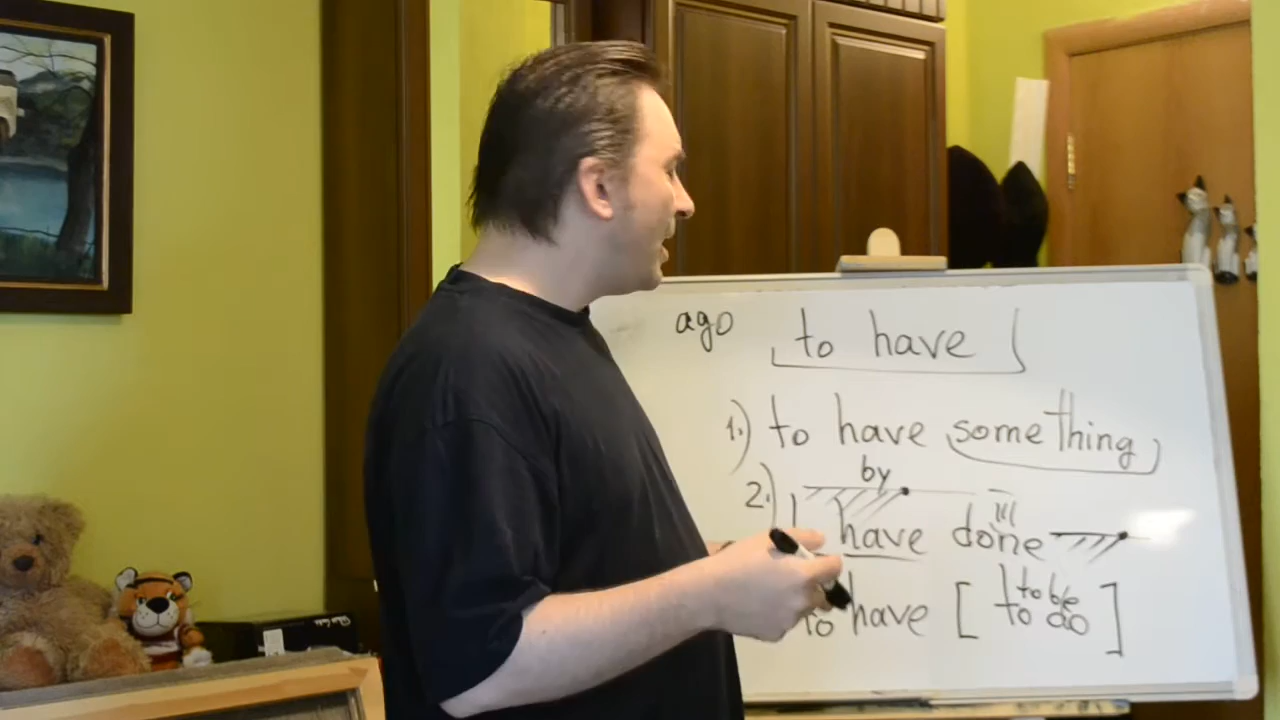 ago to have
1.) to have something
by
2.) I have done
to be
to have [ to do ]